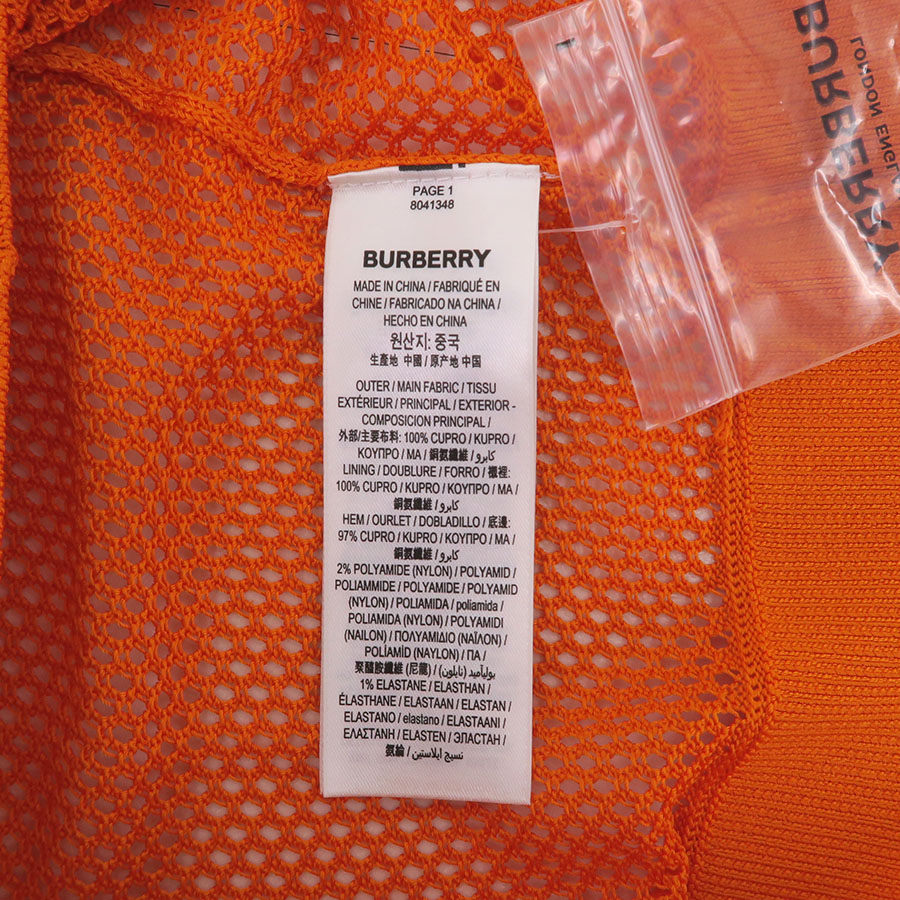 PAGE 1
8041348
BURBERRY
MADE IN CHINA / FABRIQUÉ EN
CHINE / FABRICADO NA CHINA /
HECHO EN CHINA
원산지: 중국
生產地 中國 / 原产地 中国
OUTER / MAIN FABRIC / TISSU
EXTÉRIEUR / PRINCIPAL / EXTERIOR -
COMPOSICION PRINCIPAL /
外部/主要布料: 100% CUPRO / KUPRO /
ΚΟΥΠΡΟ / МА / 銅氨纖維 / كابرو
LINING / DOUBLURE / FORRO / 襯裡:
100% CUPRO / KUPRO / ΚΟΥΠΡΟ / МА /
銅氨纖維 / كابرو
HEM / OURLET / DOBLADILLO / 底邊:
97% CUPRO / KUPRO / ΚΟΥΠΡΟ / МА /
銅氨纖維 / كابرو
2% POLYAMIDE (NYLON) / POLYAMID /
POLIAMMIDE / POLYAMIDE / POLYAMID
(NYLON) / POLIAMIDA / poliamida /
POLIAMIDA (NYLON) / POLYAMIDI
(NAILON) / ΠΟΛΥΑΜΙΔΙΟ (ΝΑΪΛΟΝ) /
POLİAMİD (NAYLON) / ПА /
聚醯胺纖維 (尼龍) / بوليآميد (نايلون)
1% ELASTANE / ELASTHAN /
ÉLASTHANE / ELASTAAN / ELASTAN /
ELASTANO / elastano / ELASTAANI /
ΕΛΑΣΤΑΝΗ / ELASTEN / ЭЛАСТАН /
氨綸 / نسيج ايلاستين
BURBERRY
LONDON ENGL